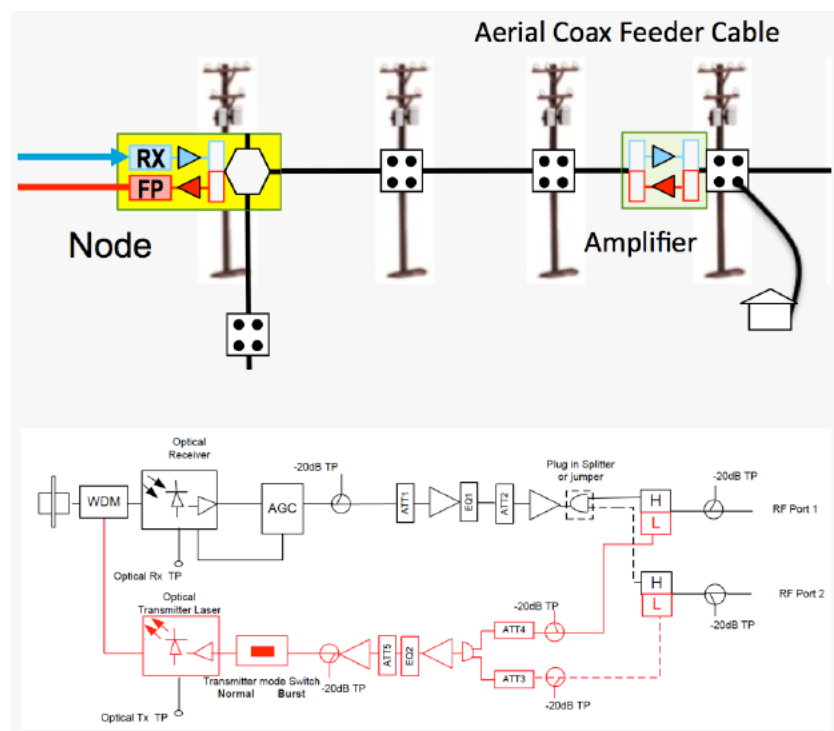 Aerial Coax Feeder Cable
RX
FP
Node
Amplifier
Optical
Receiver
-20dB TP
Plug in Splitter
or jumper
-20dB TP
WDM
AGC
ATT1
EQ1
ATT2
H
L
RF Port 1
Optical Rx TP
Optical
Transmitter Laser
H
L
RF Port 2
-20dB TP
-20dB TP
ATT4
ATT5
EQ2
Transmitter mode Switch
Normal Burst
-20dB TP
ATT3
-20dB TP
Optical Tx TP